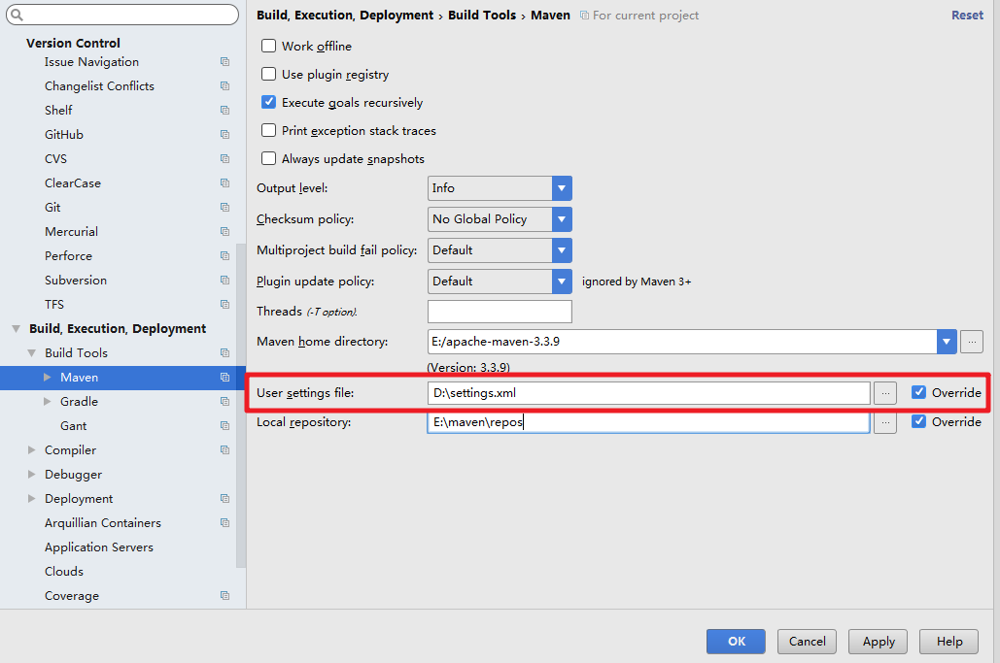 Version Control
Issue Navigation
Changelist Conflicts
Shelf
GitHub
CVS
ClearCase
Git
Mercurial
Perforce
Subversion
TFS
Build, Execution, Deployment
Build Tools
Maven
Gradle
Gant
Compiler
Debugger
Deployment
Arquillian Containers
Application Servers
Clouds
Coverage
Build, Execution, Deployment › Build Tools › Maven For current project Reset
Work offline
Use plugin registry
Execute goals recursively
Print exception stack traces
Always update snapshots
Output level: Info
Checksum policy: No Global Policy
Multiproject build fail policy: Default
Plugin update policy: Default ignored by Maven 3+
Threads (-T option).
Maven home directory: E:/apache-maven-3.3.9 ...
(Version: 3.3.9)
User settings file: D:\settings.xml ... Override
Local repository: E:\maven\repos ... Override
OK Cancel Apply Help